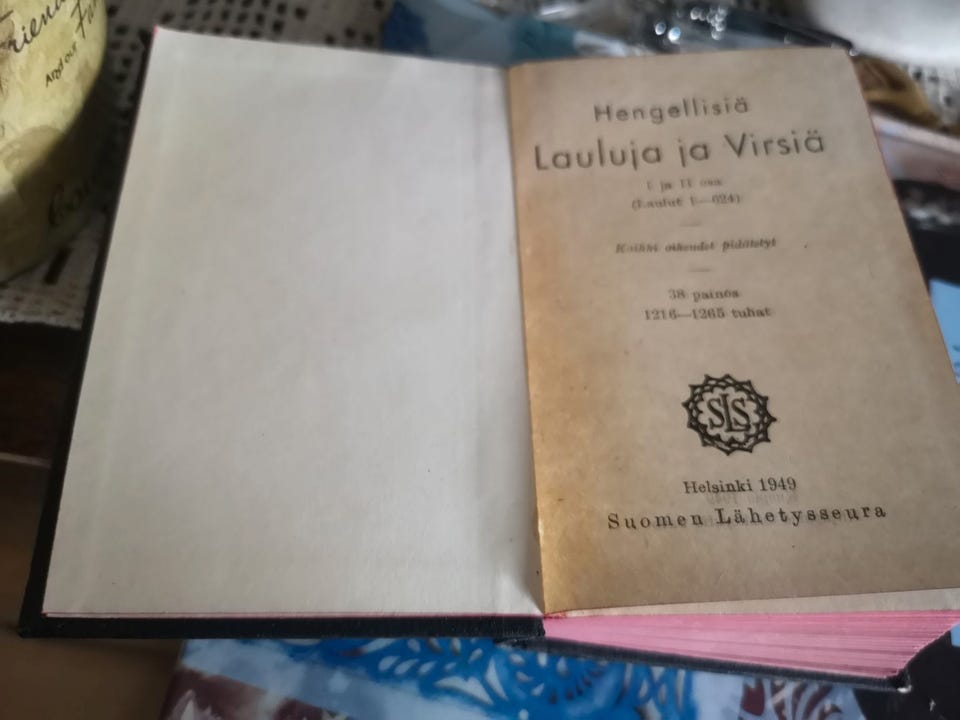 Hengellisiä
Lauluja ja Virsiä
I ja II osa
(Laulut 1—624)
Kaikki oikeudet pidätetyt
38 painos
1216—1265 tuhat
SLS
Helsinki 1949
Suomen Lähetysseura